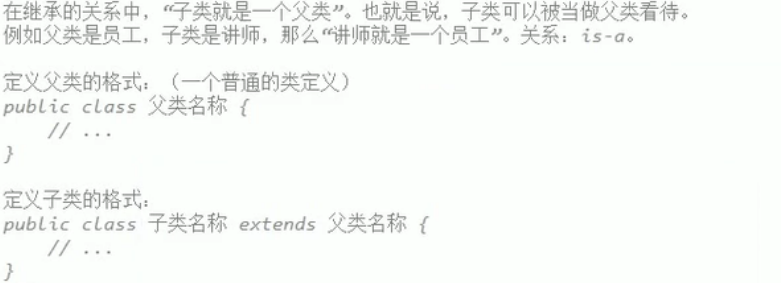 在继承的关系中，“子类就是一个父类”。也就是说，子类可以被当做父类看待。
例如父类是员工，子类是讲师，那么“讲师就是一个员工”。关系：is-a。
定义父类的格式：（一个普通的类定义）
public class 父类名称 {
// ...
}
定义子类的格式：
public class 子类名称 extends 父类名称 {
// ...
}